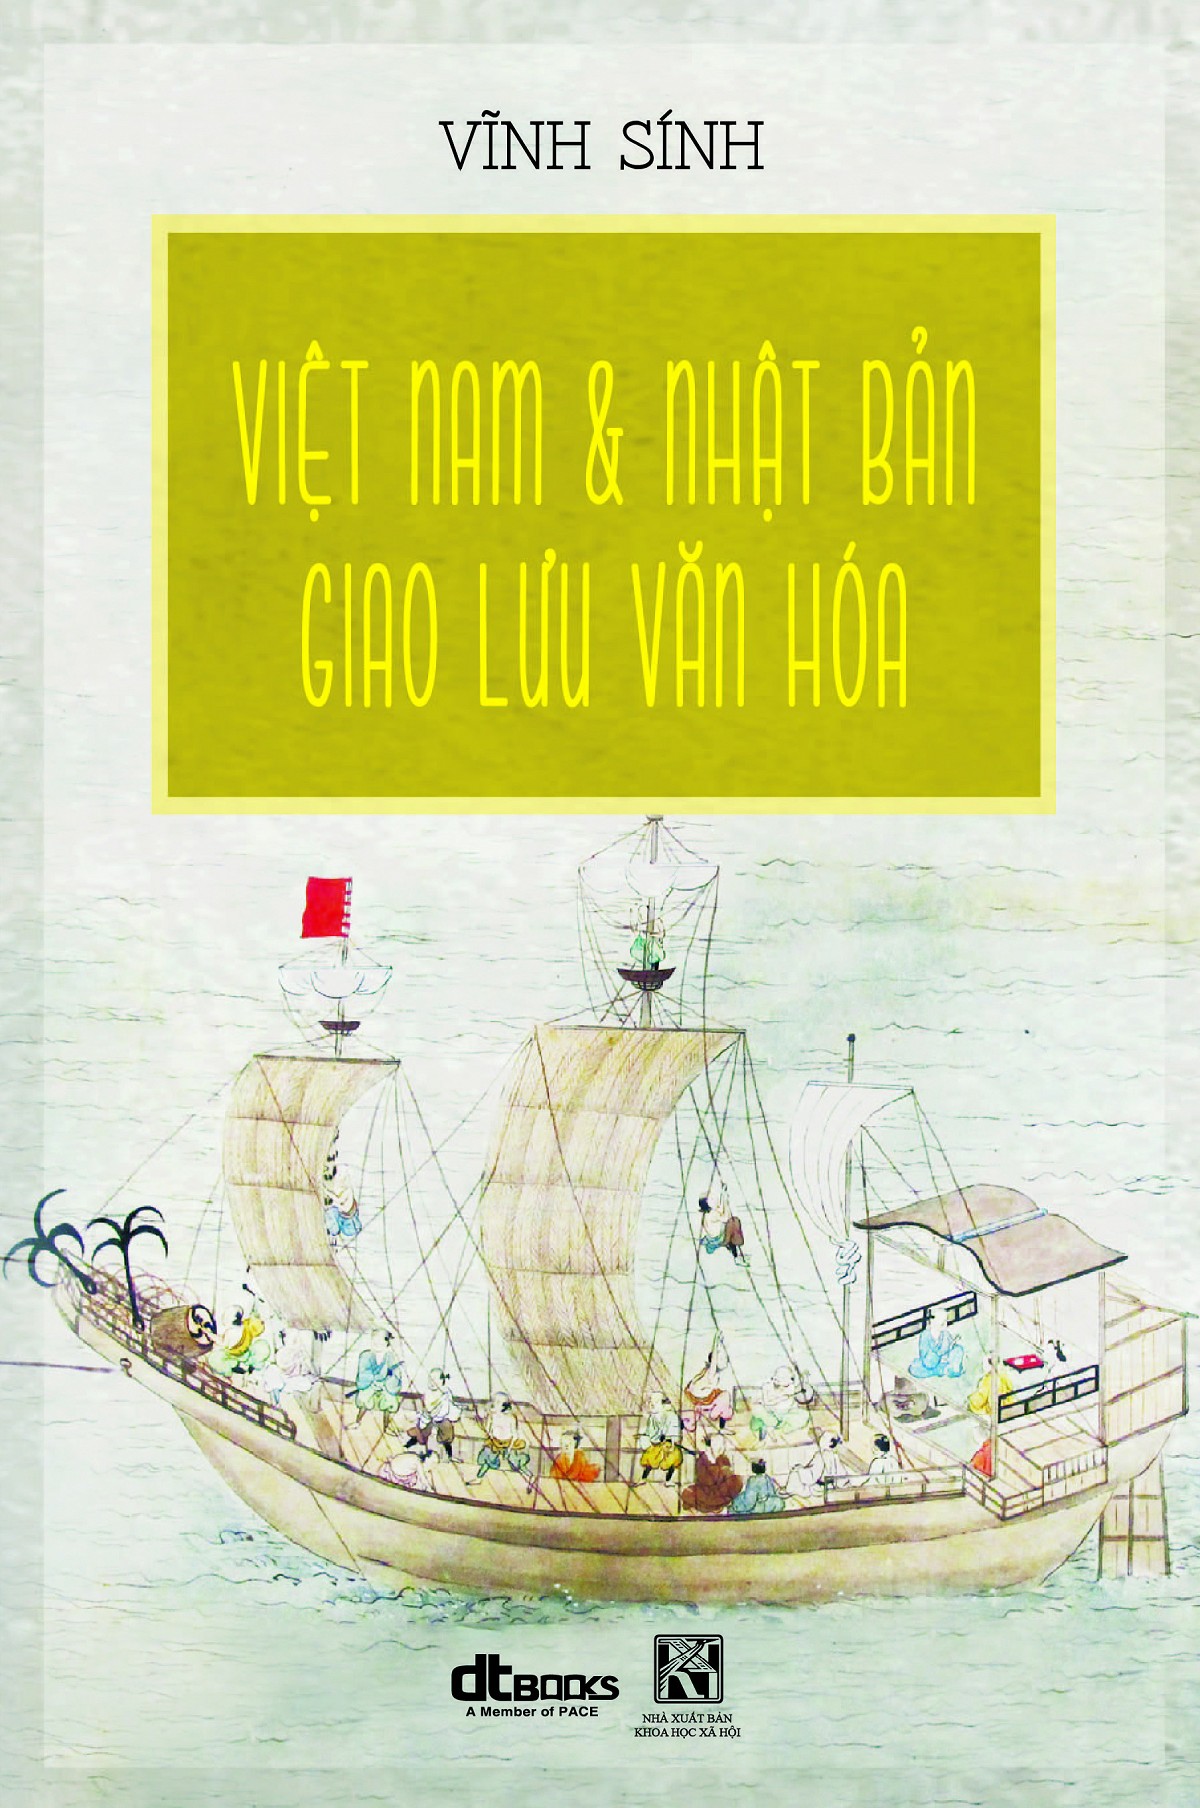 VĨNH SÍNH
VIỆT NAM & NHẬT BẢN
GIAO LƯU VĂN HÓA
dtBOOKS
A Member of PACE
NHÀ XUẤT BẢN
KHOA HỌC XÃ HỘI